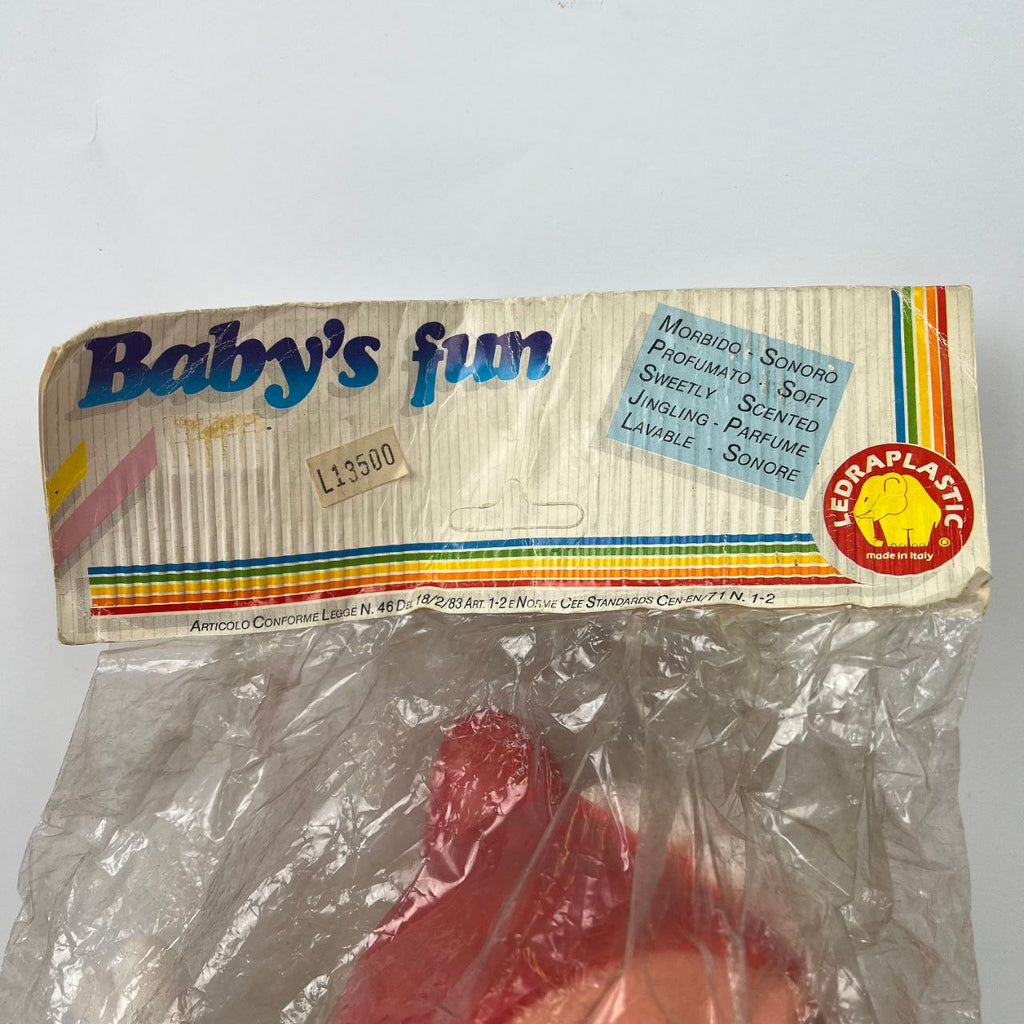 Baby's fun
MORBIDO - SONORO
PROFUMATO - SOFT
SWEETLY SCENTED
JINGLING - PARFUME
LAVABLE - SONORE
L13500
LEDRAPLASTIC
®
made in Italy
ARTICOLO CONFORME LEGGE N. 46 DEL 18/2/83 ART. 1-2 E NORME CEE STANDARDS CEN-EN/71 N. 1-2